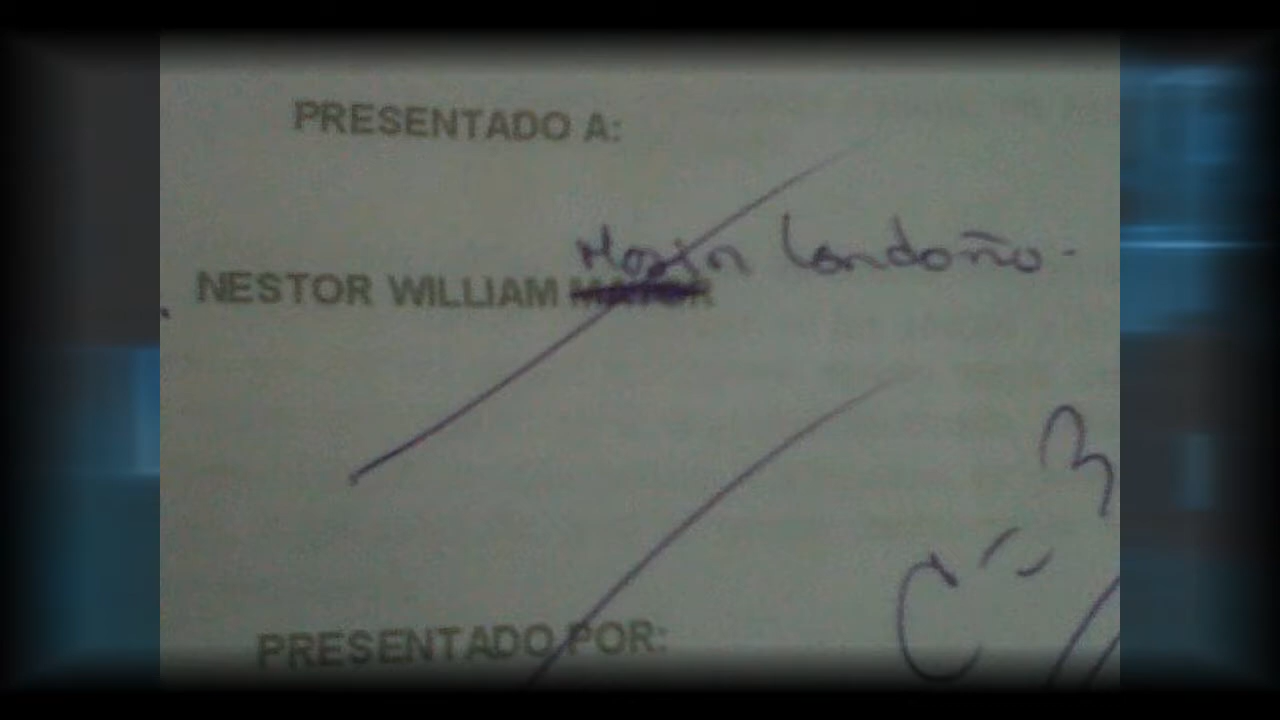 PRESENTADO A:
Londoño-
NESTOR WILLIAM
PRESENTADO POR: